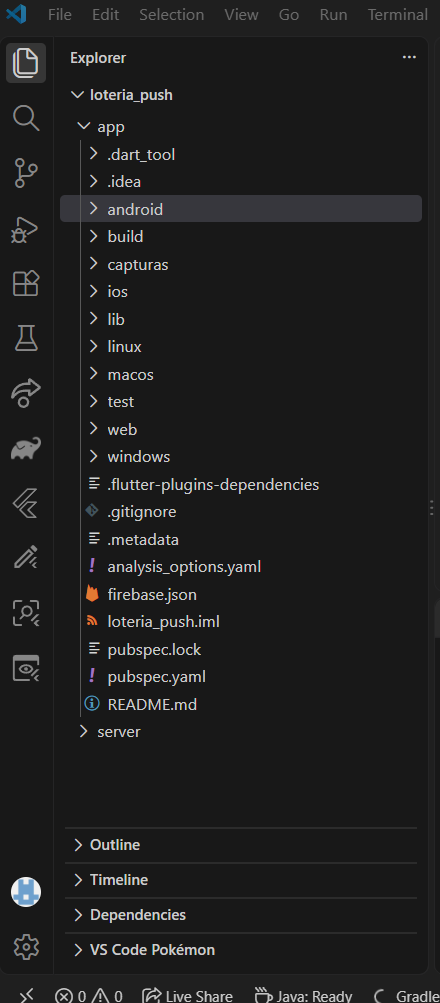 File Edit Selection View Go Run Terminal
Explorer ...
loteria_push
app
.dart_tool
.idea
android
build
capturas
ios
lib
linux
macos
test
web
windows
.flutter-plugins-dependencies
.gitignore
.metadata
! analysis_options.yaml
firebase.json
loteria_push.iml
pubspec.lock
! pubspec.yaml
README.md
server
Outline
Timeline
Dependencies
VS Code Pokémon
0 0 Live Share Java: Ready Gradle